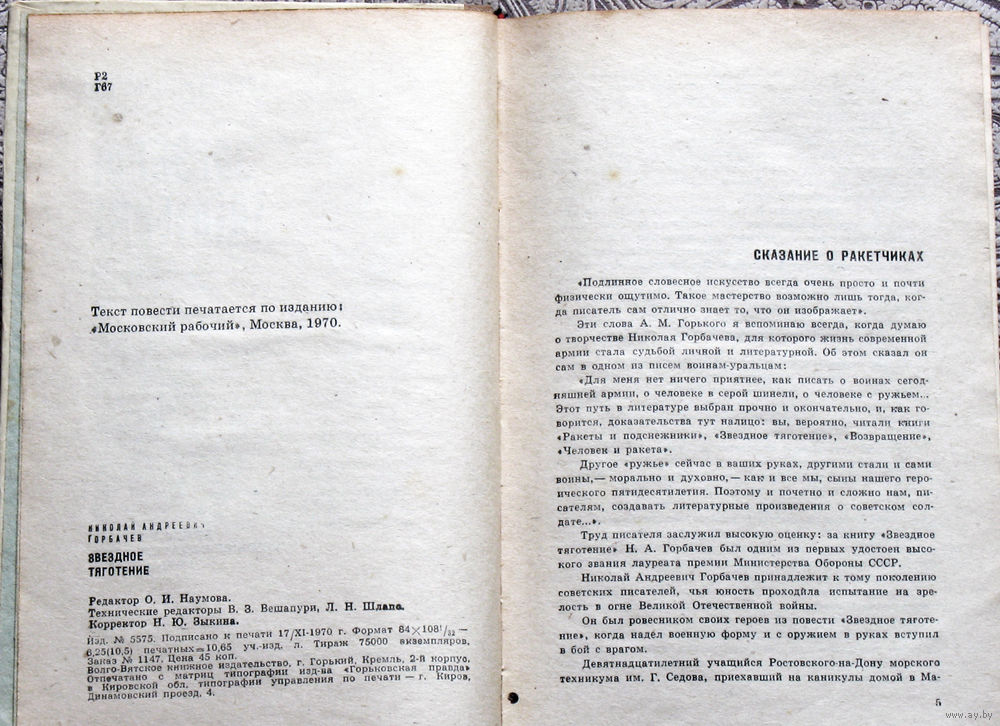 Р2
Г67
Текст повести печатается по изданию:
«Московский рабочий», Москва, 1970.
НИКОЛАЙ АНДРЕЕВИЧ
ГОРБАЧЕВ
ЗВЕЗДНОЕ
ТЯГОТЕНИЕ
Редактор О. И. Наумова.
Технические редакторы В. З. Вешапури, Л. Н. Шлапо.
Корректор Н. Ю. Зыкина.
Изд. № 5575. Подписано к печати 17/XI-1970 г. Формат 84×108¹/₃₂ —
6,25(10,5) печатных=10,65 уч.-изд. л. Тираж 75000 экземпляров.
Заказ № 1147. Цена 45 коп.
Волго-Вятское книжное издательство, г. Горький, Кремль, 2-й корпус.
Отпечатано с матриц типографии изд-ва «Горьковская правда»
в Кировской обл. типографии управления по печати — г. Киров,
Динамовский проезд, 4.
СКАЗАНИЕ О РАКЕТЧИКАХ
«Подлинное словесное искусство всегда очень просто и почти
физически ощутимо. Такое мастерство возможно лишь тогда, ког-
да писатель сам отлично знает то, что он изображает».
Эти слова А. М. Горького я вспоминаю всегда, когда думаю
о творчестве Николая Горбачева, для которого жизнь современной
армии стала судьбой личной и литературной. Об этом сказал он
сам в одном из писем воинам-уральцам:
«Для меня нет ничего приятнее, как писать о воинах сегод-
няшней армии, о человеке в серой шинели, о человеке с ружьем...
Этот путь в литературе выбран прочно и окончательно, и, как го-
ворится, доказательства тут налицо: вы, вероятно, читали книги
«Ракеты и подснежники», «Звездное тяготение», «Возвращение»,
«Человек и ракета».
Другое «ружье» сейчас в ваших руках, другими стали и сами
воины,— морально и духовно,— как и все мы, сыны нашего геро-
ического пятидесятилетия. Поэтому и почетно и сложно нам, пи-
сателям, создавать литературные произведения о советском сол-
дате...».
Труд писателя заслужил высокую оценку: за книгу «Звездное
тяготение» Н. А. Горбачев был одним из первых удостоен высо-
кого звания лауреата премии Министерства Обороны СССР.
Николай Андреевич Горбачев принадлежит к тому поколению
советских писателей, чья юность проходила испытание на зре-
лость в огне Великой Отечественной войны.
Он был ровесником своих героев из повести «Звездное тяготе-
ние», когда надел военную форму и с оружием в руках вступил
в бой с врагом.
Девятнадцатилетний учащийся Ростовского-на-Дону морского
техникума им. Г. Седова, приехавший на каникулы домой в Ма-
5
www.ay.by